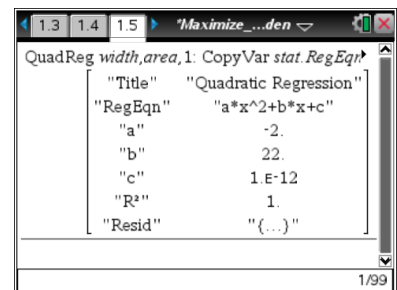 1.3 1.4 1.5 *Maximize_...den
QuadReg width,area,1: CopyVar stat.RegEqn
"Title" "Quadratic Regression"
"RegEqn" "a*x^2+b*x+c"
"a" -2.
"b" 22.
"c" 1.E-12
"R²" 1.
"Resid" "{...}"
1/99